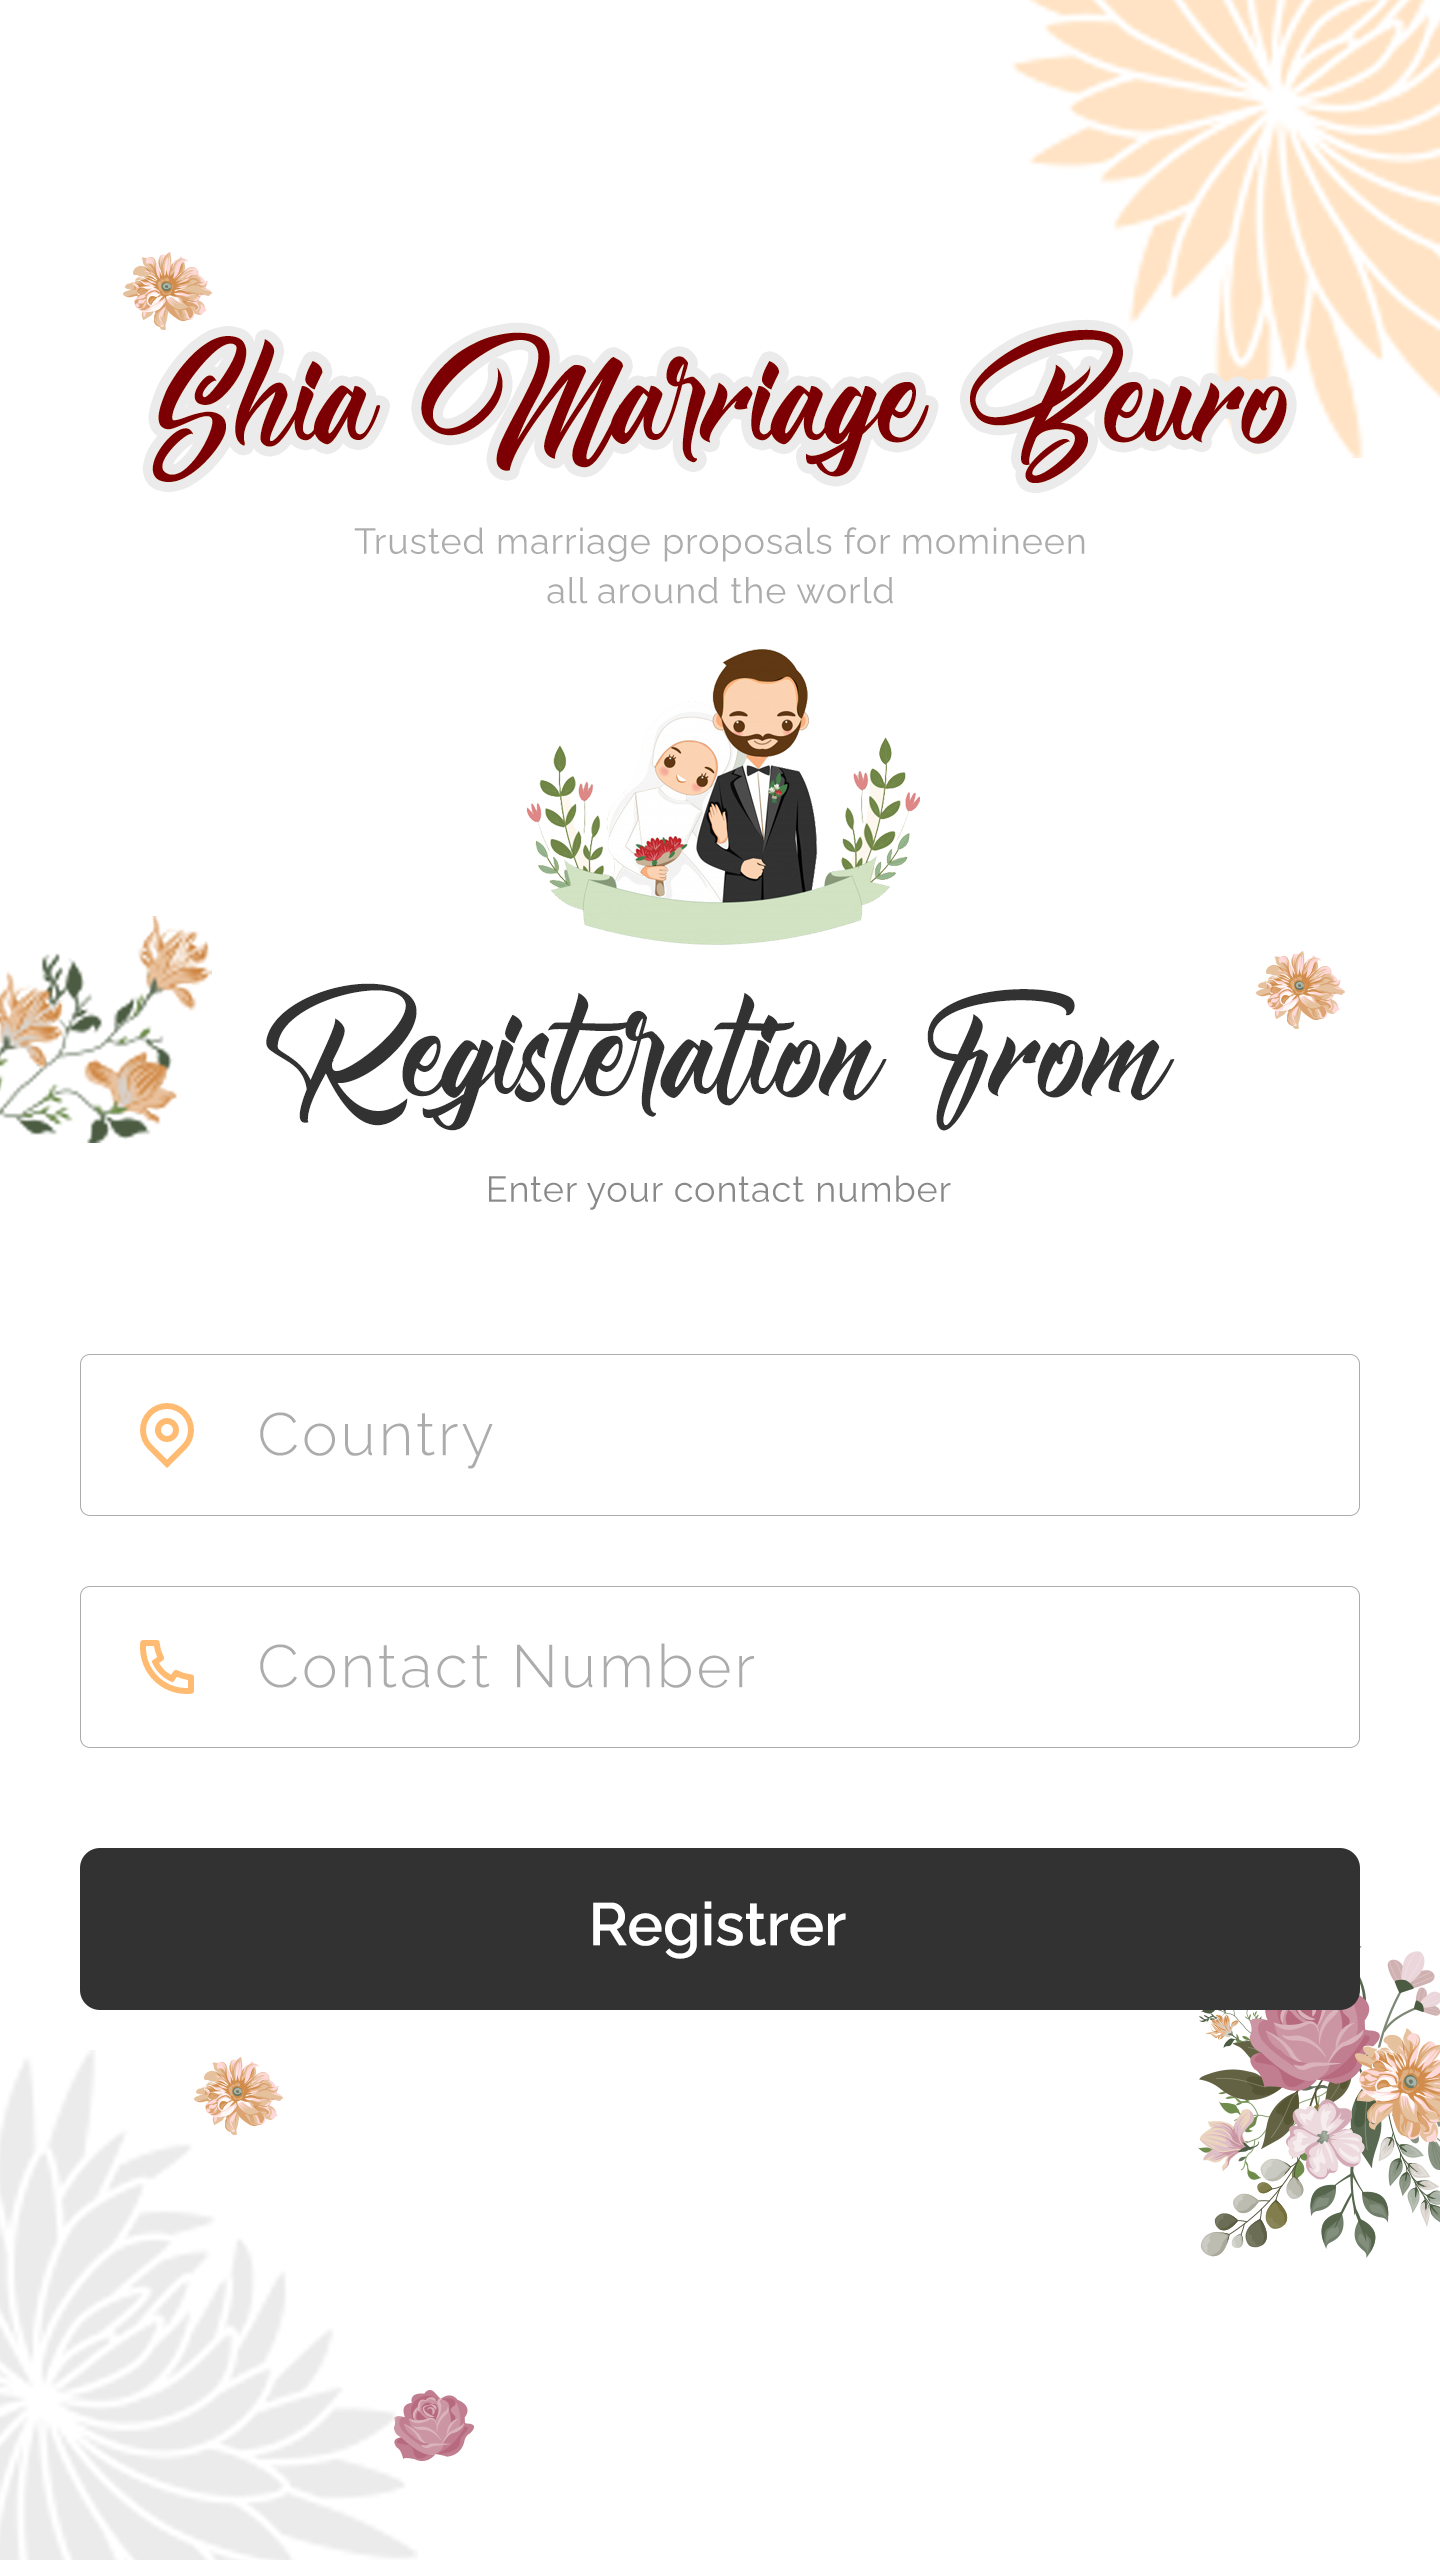 Shia Marriage Beuro
Trusted marriage proposals for momineen
all around the world
Registeration From
Enter your contact number
Country
Contact Number
Registrer